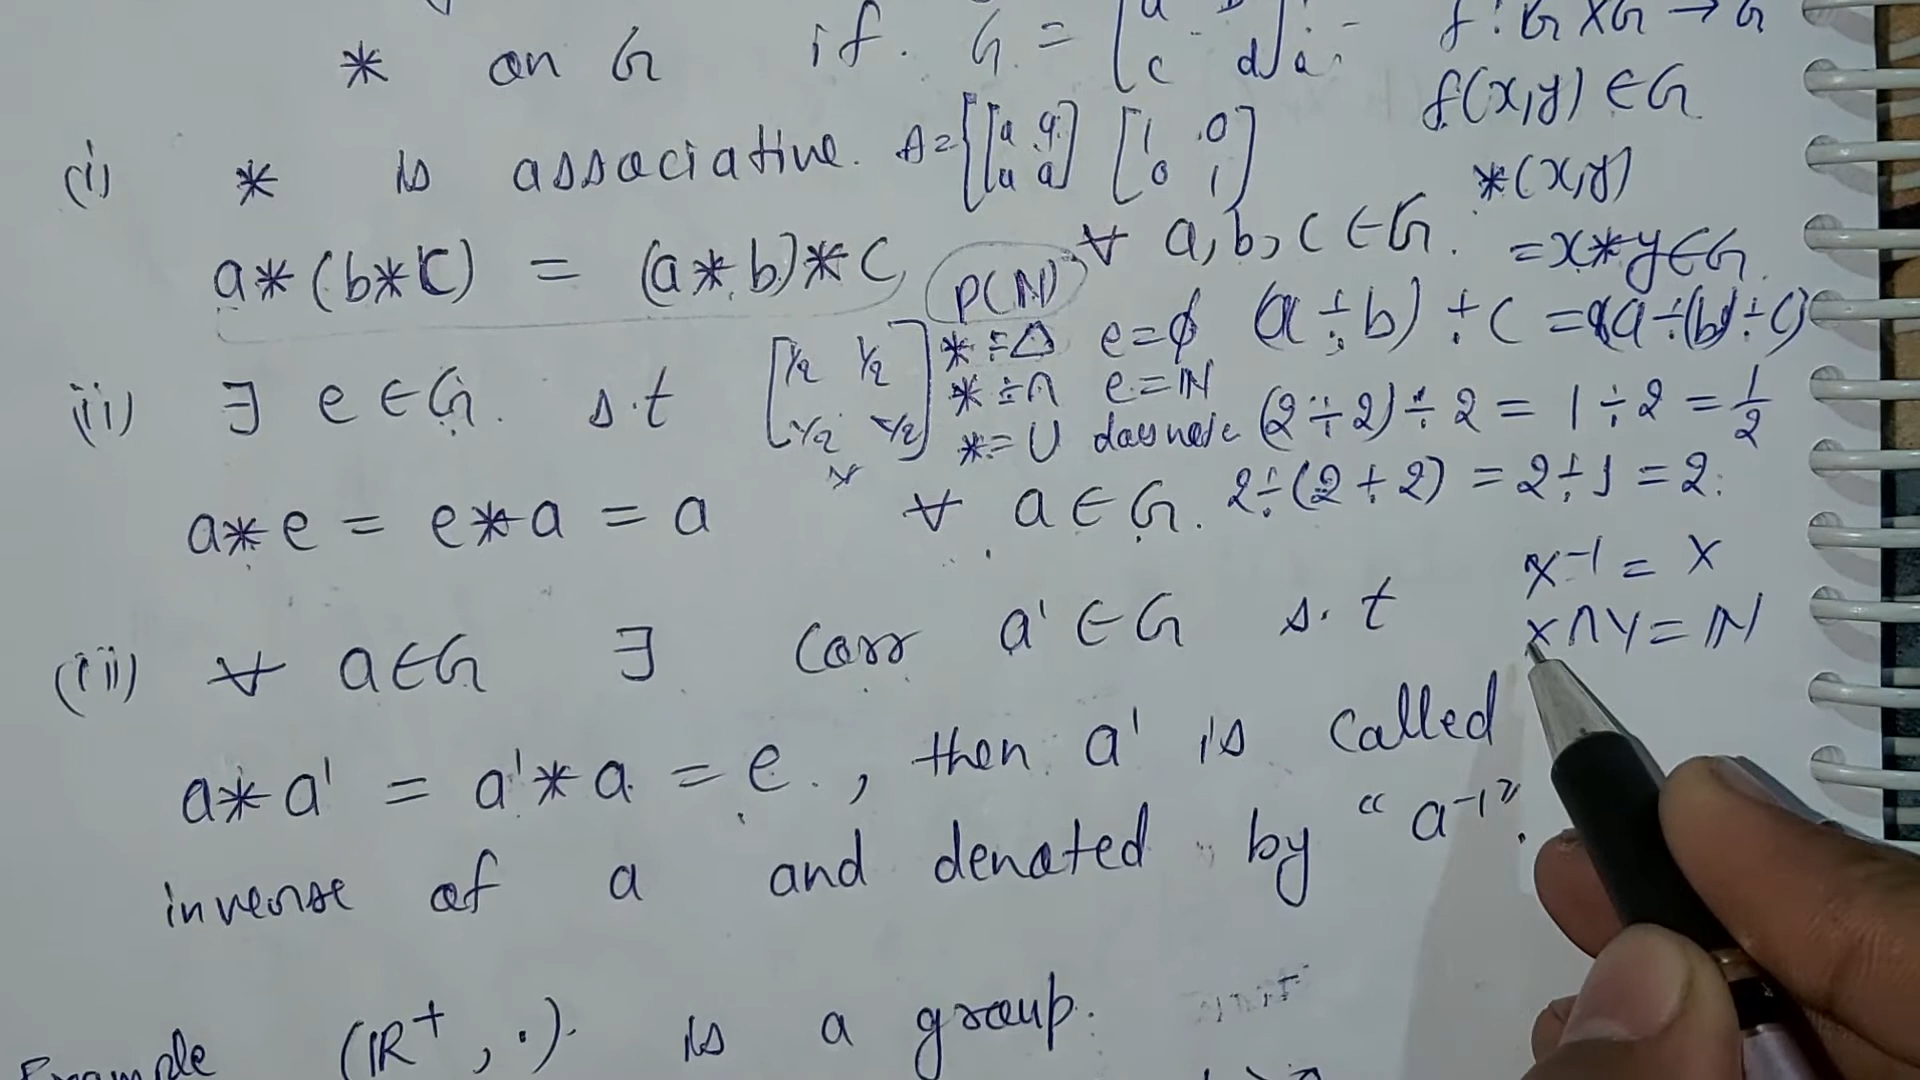 * on G if. G = [a b c d] a.
f: G×G → G
f(x,y) ∈ G
(i) * is associative. A = {[a a a a] [1 0 0 1]
*(x,y)
a*(b*c) = (a*b)*c ∀ a,b,c ∈ G.
= x*y ∈ G.
P(N)
* = Δ e = φ (a ÷ b) ÷ c = (a ÷ (b) ÷ c)
(ii) ∃ e ∈ G. s.t [1/2 1/2 1/2 1/2]
* = ∩ e = N
(2 ÷ 2) ÷ 2 = 1 ÷ 2 = 1/2
* = ∪
a*e = e*a = a ∀ a ∈ G.
2 ÷ (2 ÷ 2) = 2 ÷ 1 = 2.
x⁻¹ = x
(iii) ∀ a ∈ G ∃ corr a' ∈ G s.t
x ∩ y = N
a*a' = a'*a = e., then a' is called
inverse of a and denoted by "a⁻¹".
Example (R⁺, ·). is a group.